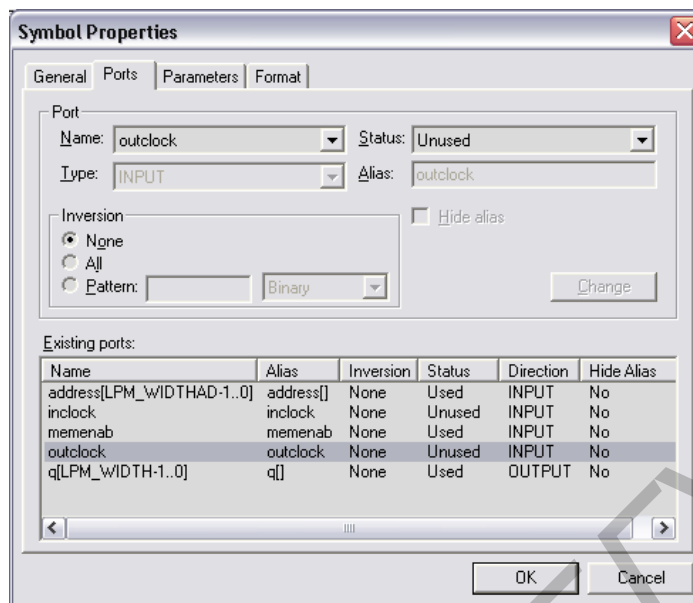 Symbol Properties
General Ports Parameters Format
Port
Name: outclock Status: Unused
Type: INPUT Alias: outclock
Inversion
Hide alias
None
All
Pattern: Binary Change
Existing ports:
Name Alias Inversion Status Direction Hide Alias
address[LPM_WIDTHAD-1..0] address[] None Used INPUT No
inclock inclock None Unused INPUT No
memenab memenab None Used INPUT No
outclock outclock None Unused INPUT No
q[LPM_WIDTH-1..0] q[] None Used OUTPUT No
OK Cancel